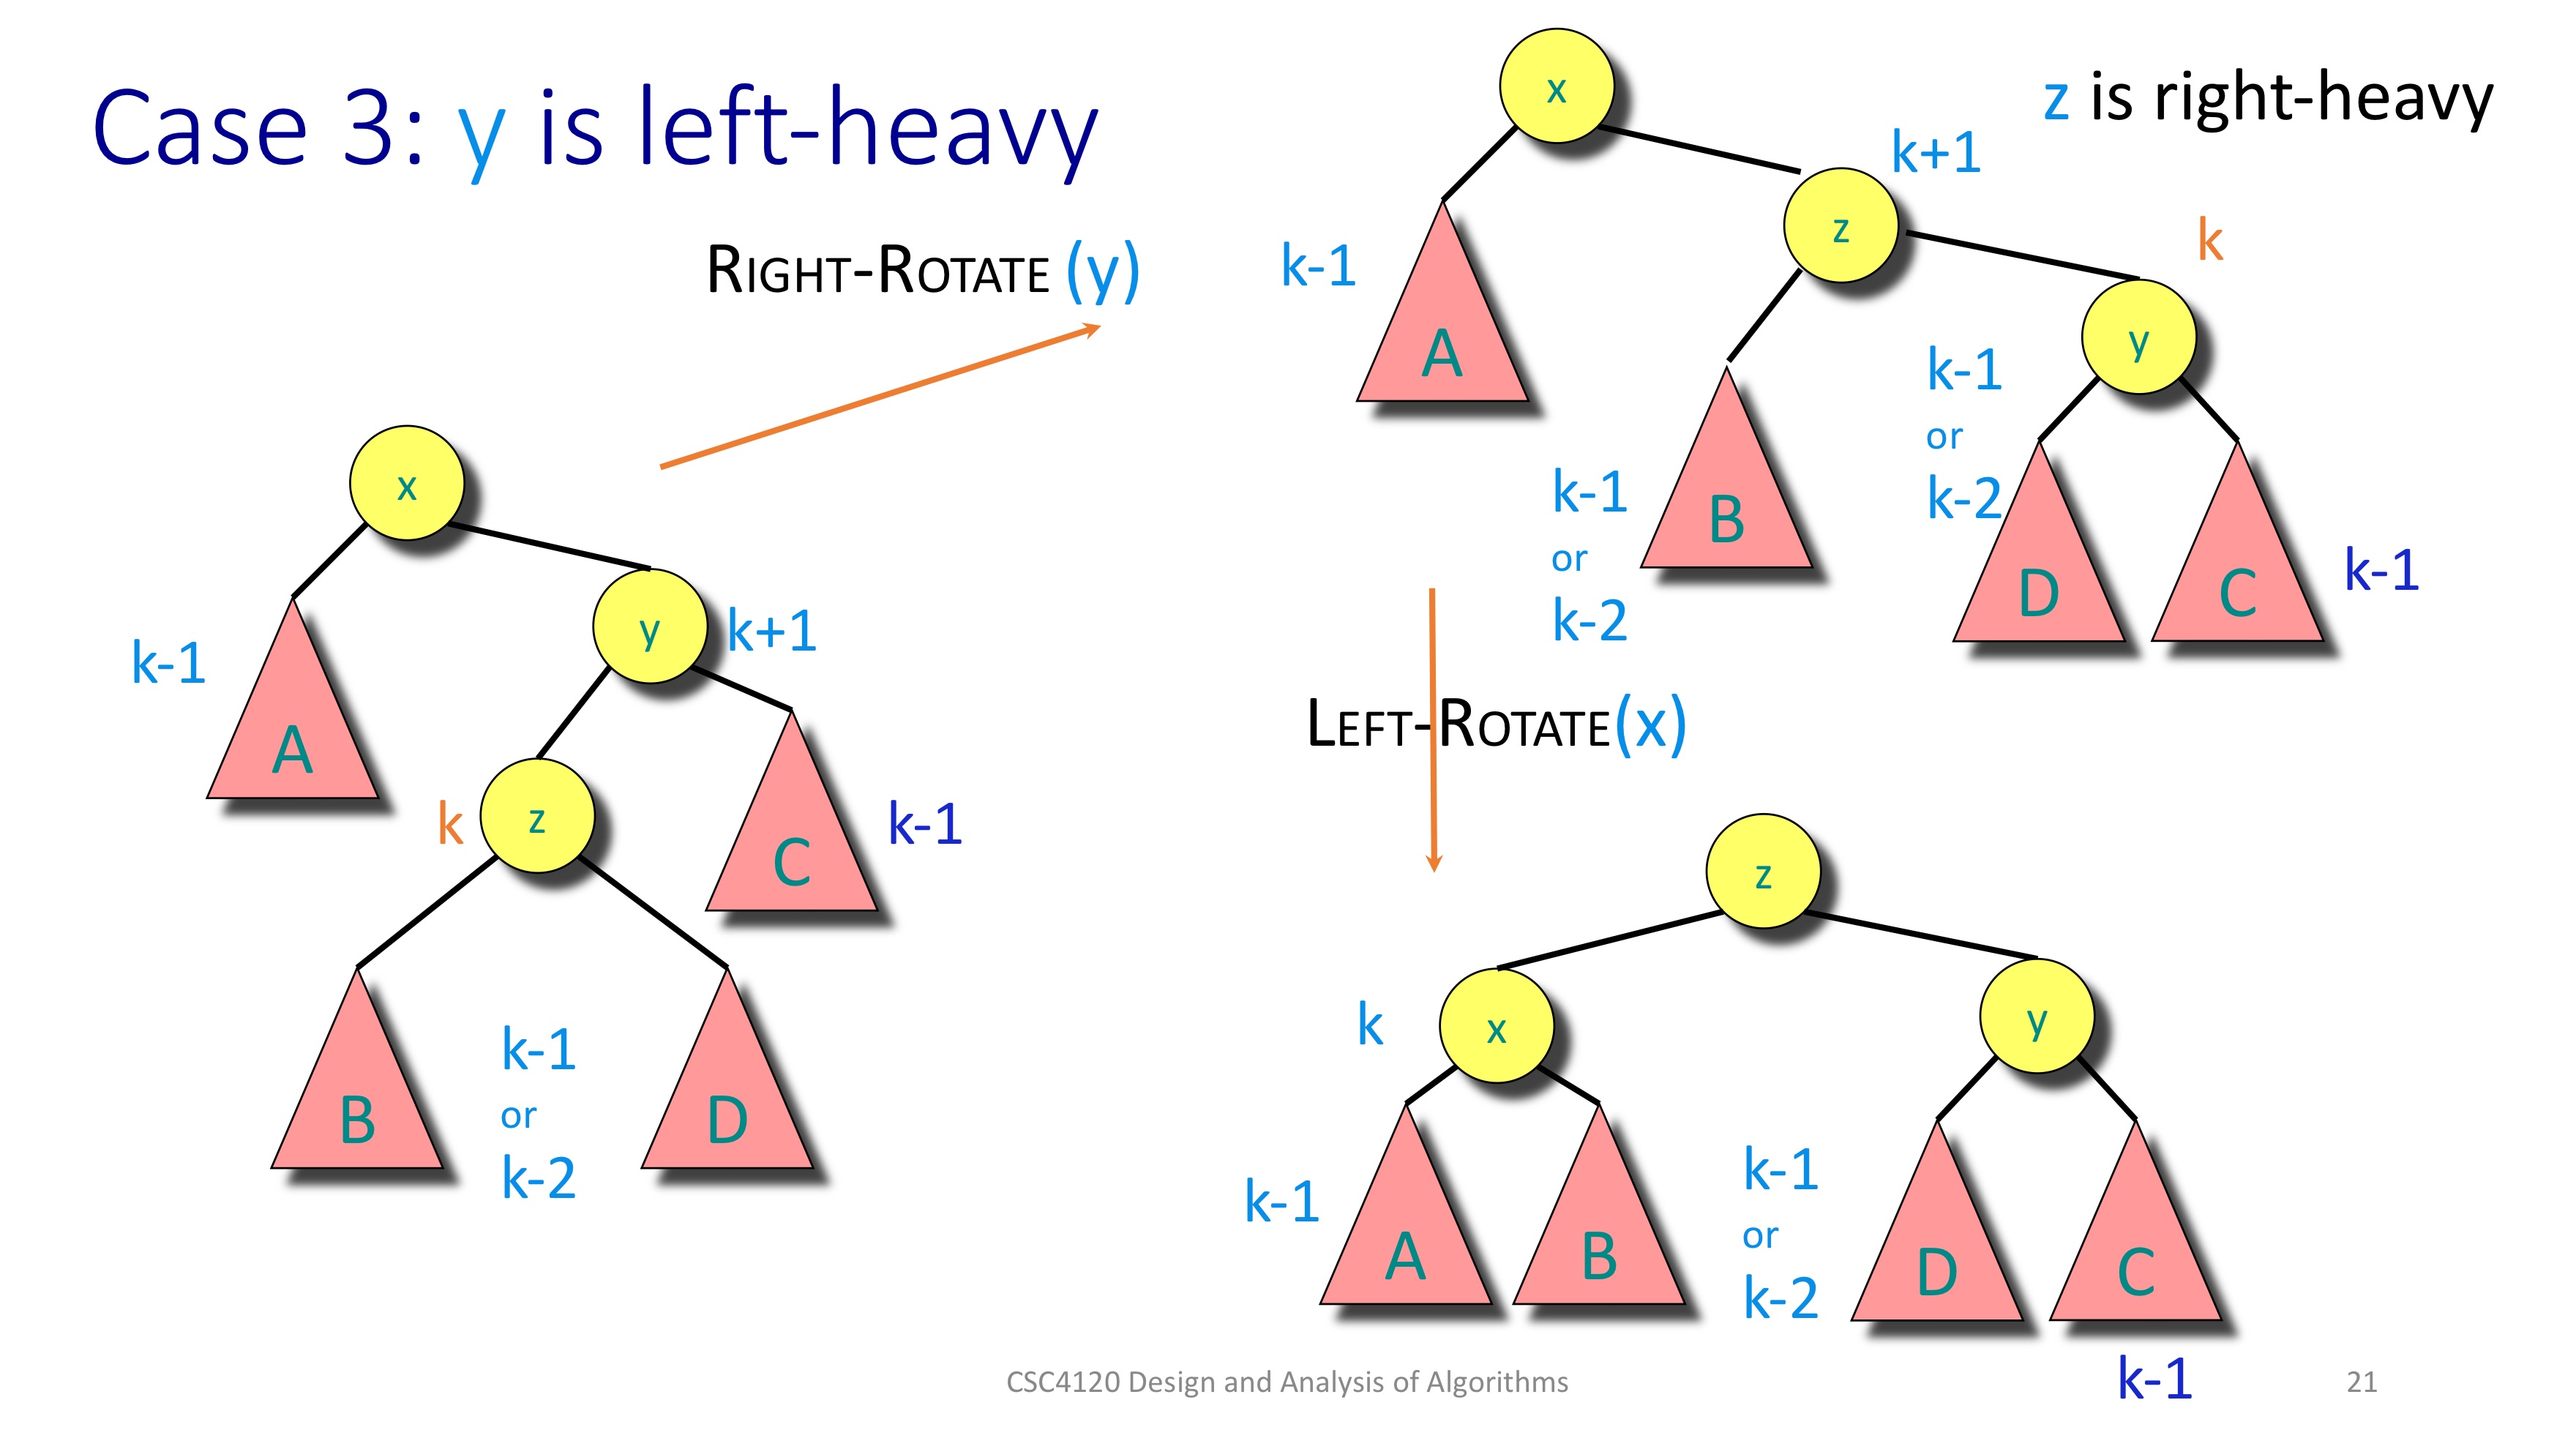 Case 3: y is left-heavy
RIGHT-ROTATE (y)
x
k-1
A
y
k+1
k
z
C
k-1
B
k-1
or
k-2
D
z is right-heavy
x
k+1
z
k
k-1
A
y
k-1
or
k-2
k-1
or
k-2
B
D
C
k-1
LEFT-ROTATE(x)
z
k
x
y
k-1
A
B
k-1
or
k-2
D
C
k-1
CSC4120 Design and Analysis of Algorithms
21